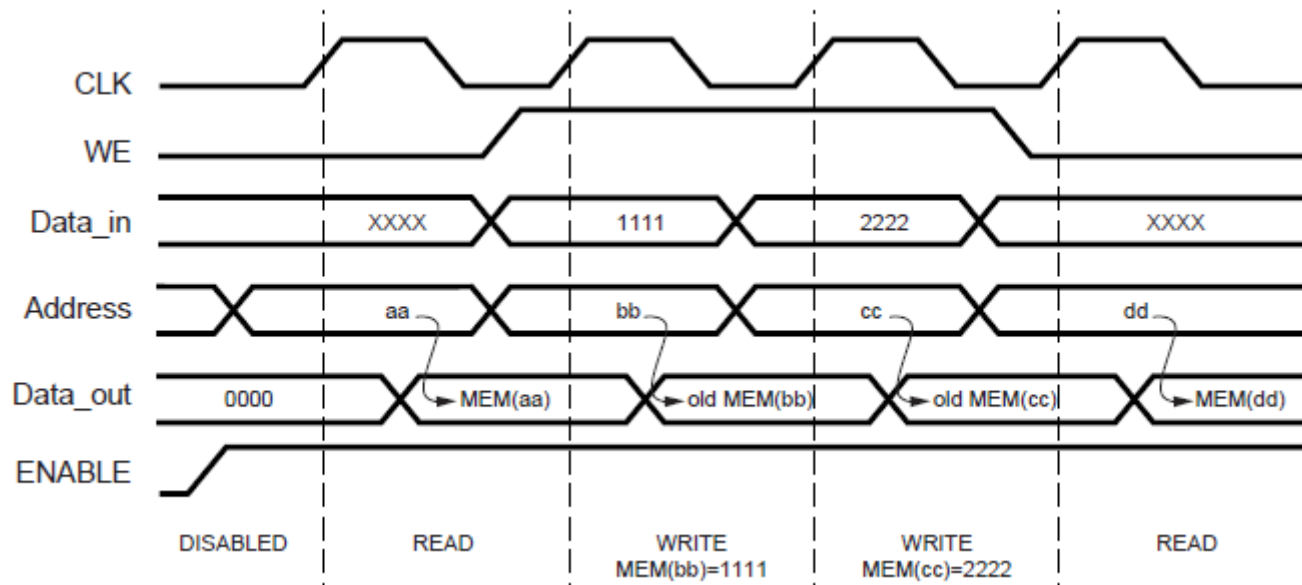 CLK
WE
Data_in XXXX 1111 2222 XXXX
Address aa bb cc dd
Data_out 0000 MEM(aa) old MEM(bb) old MEM(cc) MEM(dd)
ENABLE
DISABLED READ WRITE WRITE READ
MEM(bb)=1111 MEM(cc)=2222